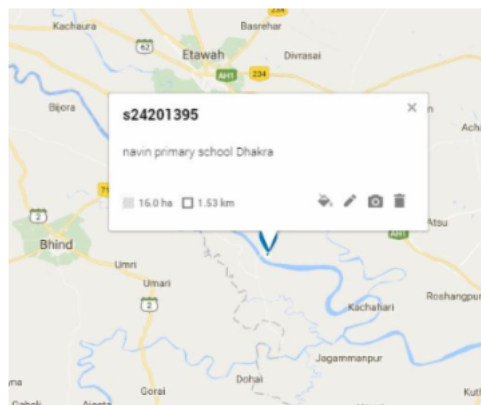 Kachaura
Basrehar
234
62
Etawah
Divrasai
AH1
234
Bijora
s24201395
navin primary school Dhakra
16.0 ha
1.53 km
Bhind
2
Umri
Umari
2
AH1
Atsu
Kachahari
Roshangpur
Jagammanpur
Dohai
Gorai